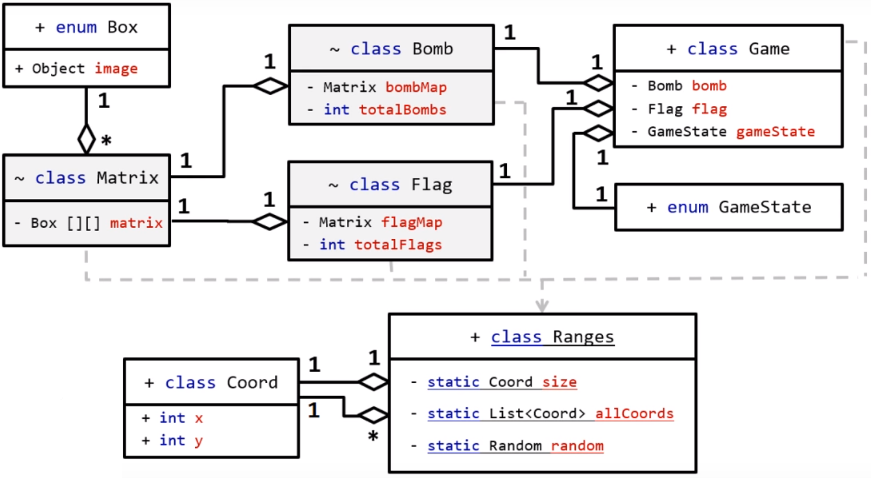 + enum Box
+ Object image
1
*
~ class Matrix
- Box [][] matrix
1
1
1
1
~ class Bomb
- Matrix bombMap
- int totalBombs
~ class Flag
- Matrix flagMap
- int totalFlags
1
1
1
1
1
1
+ class Game
- Bomb bomb
- Flag flag
- GameState gameState
+ enum GameState
+ class Coord
+ int x
+ int y
1
1
1
*
+ class Ranges
- static Coord size
- static List<Coord> allCoords
- static Random random